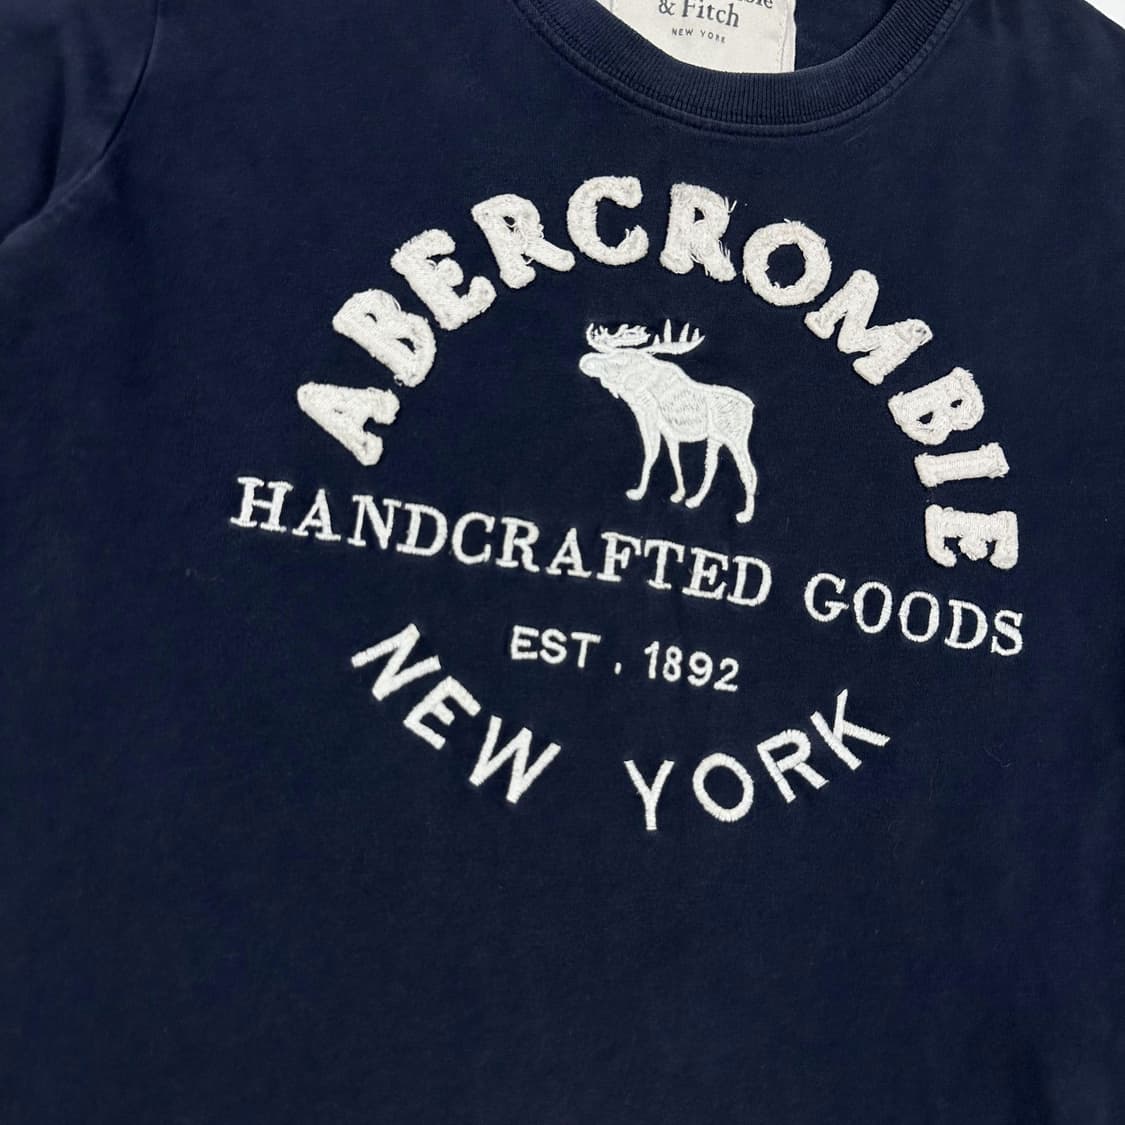 & Fitch
NEW YORK
ABERCROMBIE
HANDCRAFTED GOODS
EST. 1892
NEW YORK